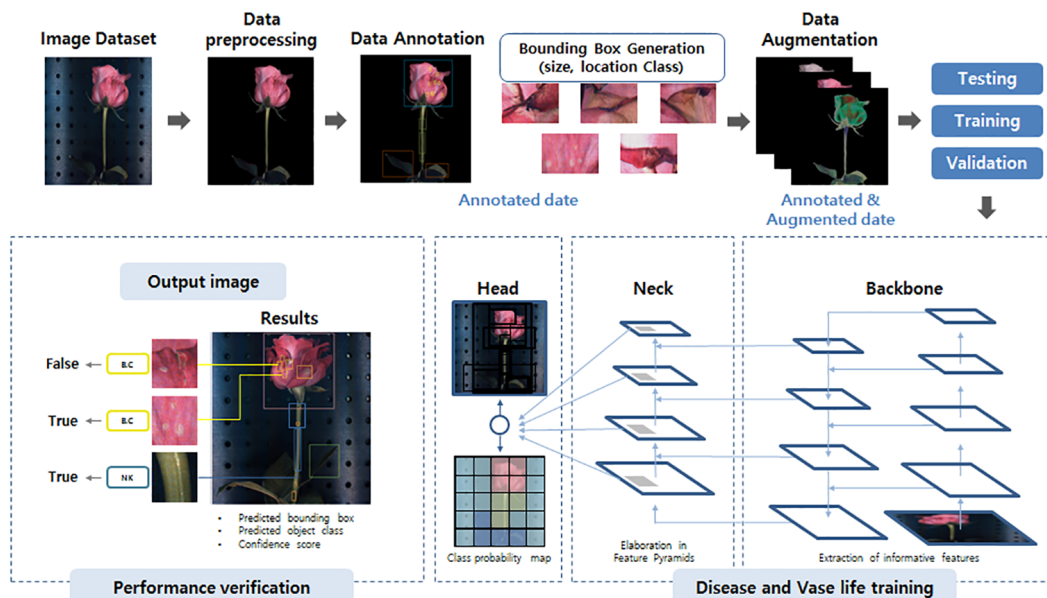 Image Dataset
Data
preprocessing
Data Annotation
Bounding Box Generation
(size, location Class)
Data
Augmentation
Testing
Training
Validation
Annotated date
Annotated &
Augmented date
Output image
Results
False
B.C
True
B.C
True
N.K
• Predicted bounding box
• Predicted object class
• Confidence score
Performance verification
Head
Class probability map
Neck
Elaboration in
Feature Pyramids
Backbone
Extraction of informative features
Disease and Vase life training